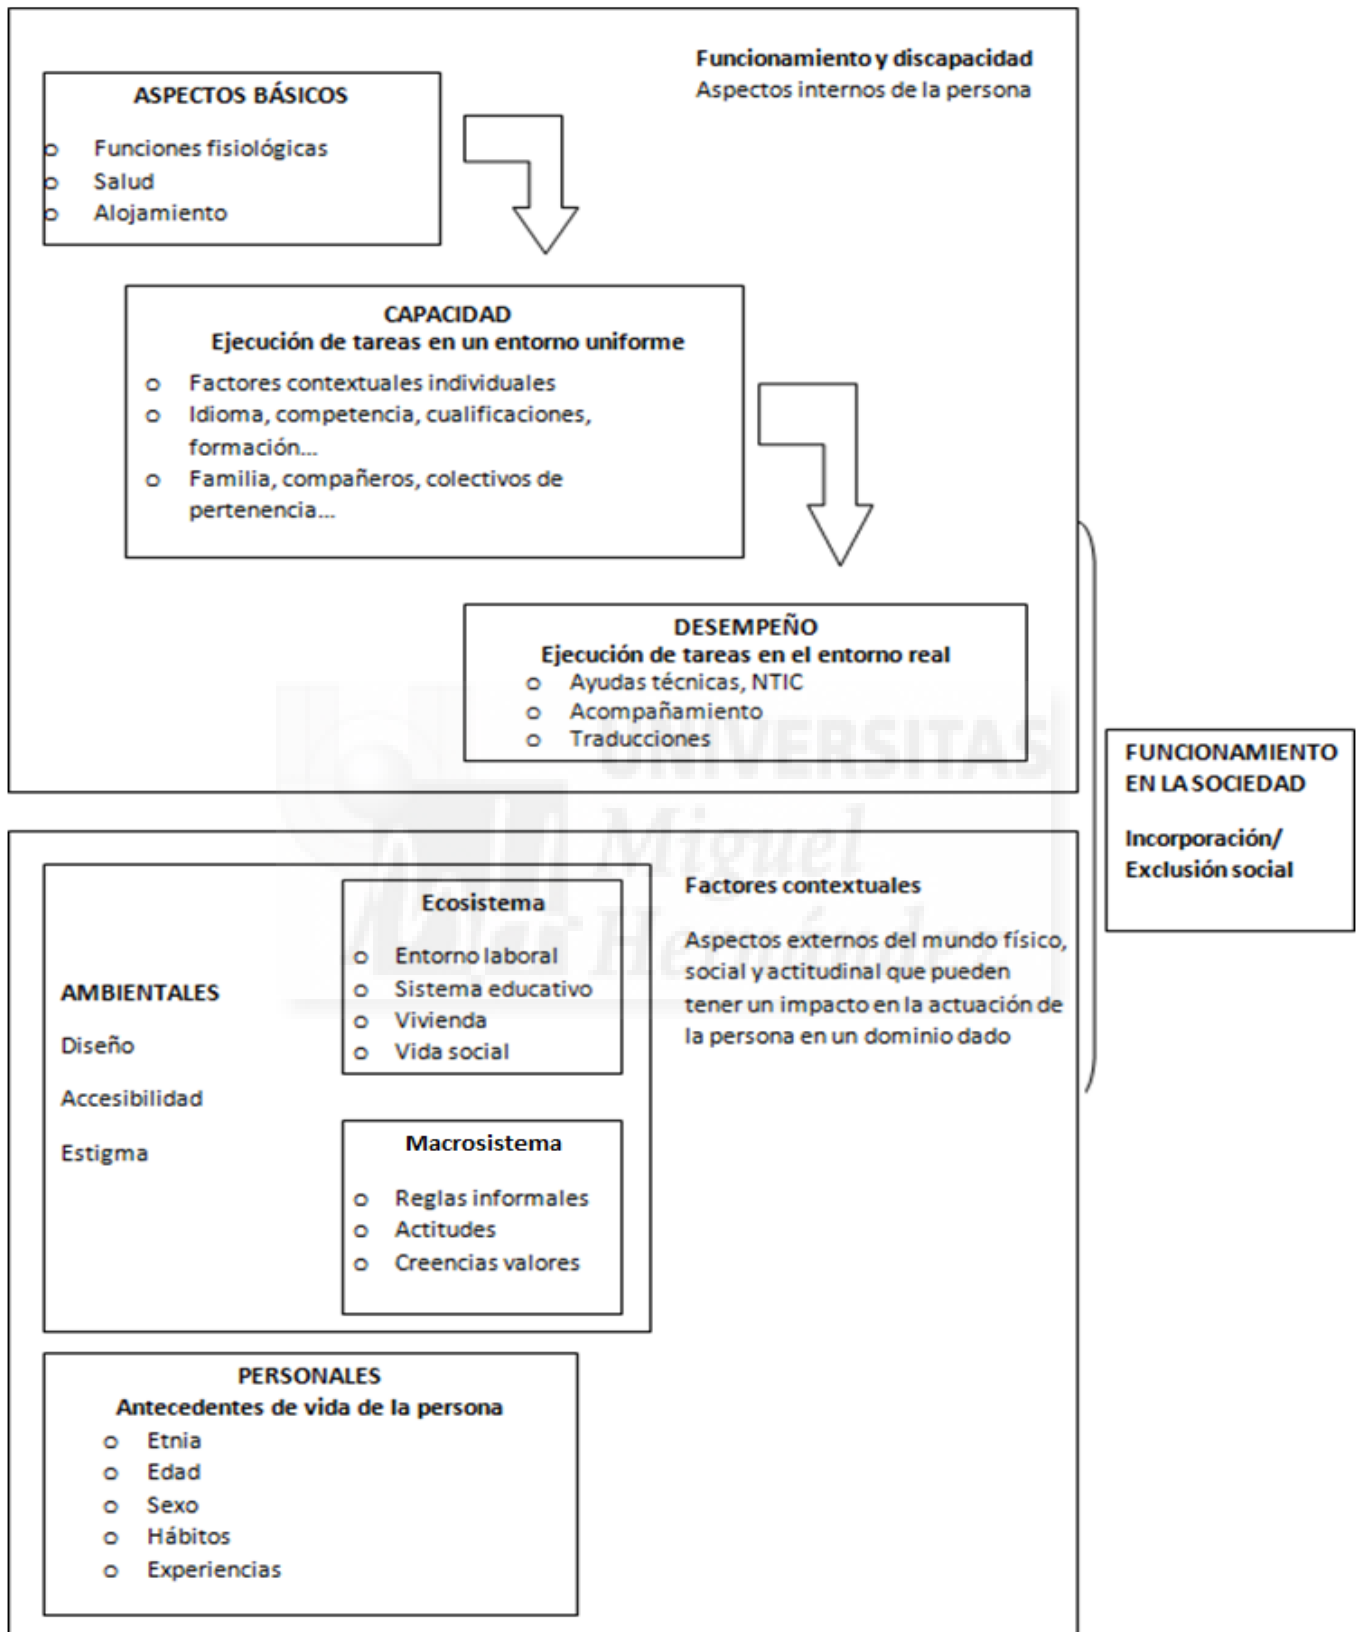 Funcionamiento y discapacidad
Aspectos internos de la persona
ASPECTOS BÁSICOS
o Funciones fisiológicas
o Salud
o Alojamiento
CAPACIDAD
Ejecución de tareas en un entorno uniforme
o Factores contextuales individuales
o Idioma, competencia, cualificaciones,
formación...
o Familia, compañeros, colectivos de
pertenencia...
DESEMPEÑO
Ejecución de tareas en el entorno real
o Ayudas técnicas, NTIC
o Acompañamiento
o Traducciones
UNIVERSITAS
Miguel
Hernández
FUNCIONAMIENTO
EN LA SOCIEDAD
Incorporación/
Exclusión social
Factores contextuales
Aspectos externos del mundo físico,
social y actitudinal que pueden
tener un impacto en la actuación de
la persona en un dominio dado
AMBIENTALES
Diseño
Accesibilidad
Estigma
Ecosistema
o Entorno laboral
o Sistema educativo
o Vivienda
o Vida social
Macrosistema
o Reglas informales
o Actitudes
o Creencias valores
PERSONALES
Antecedentes de vida de la persona
o Etnia
o Edad
o Sexo
o Hábitos
o Experiencias